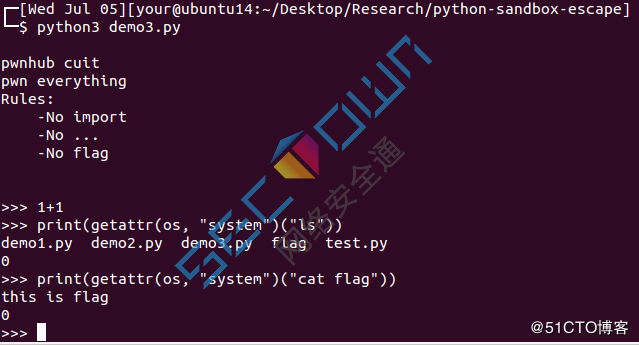 [Wed Jul 05][your@ubuntu14:~/Desktop/Research/python-sandbox-escape]
$ python3 demo3.py
pwnhub cuit
pwn everything
Rules:
-No import
-No ...
-No flag
>>> 1+1
>>> print(getattr(os, "system")("ls"))
demo1.py demo2.py demo3.py flag test.py
0
>>> print(getattr(os, "system")("cat flag"))
this is flag
0
>>>
SECTOWN
网络安全通
@51CTO博客